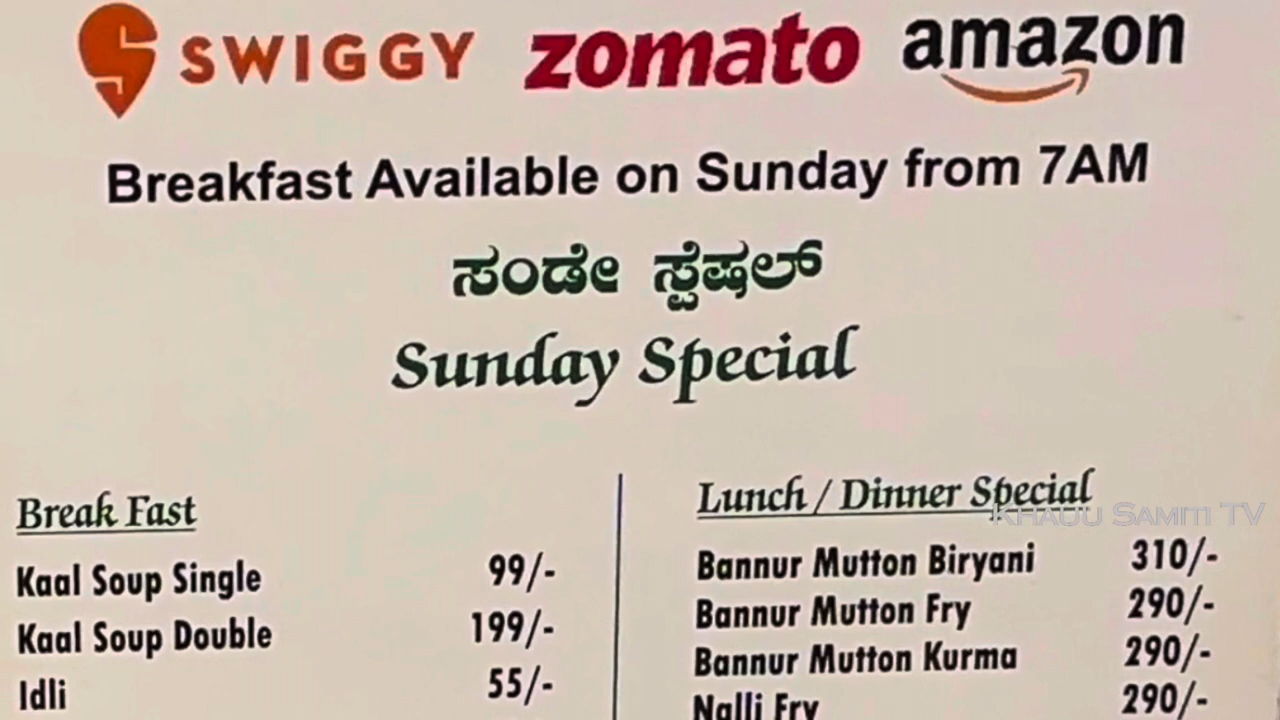 SWIGGY zomato amazon
Breakfast Available on Sunday from 7AM
ಸಂಡೇ ಸ್ಪೆಷಲ್
Sunday Special
Break Fast
Kaal Soup Single 99/-
Kaal Soup Double 199/-
Idli 55/-
Lunch / Dinner Special
KHADU SAMITI TV
Bannur Mutton Biryani 310/-
Bannur Mutton Fry 290/-
Bannur Mutton Kurma 290/-
Nalli Fry 290/-